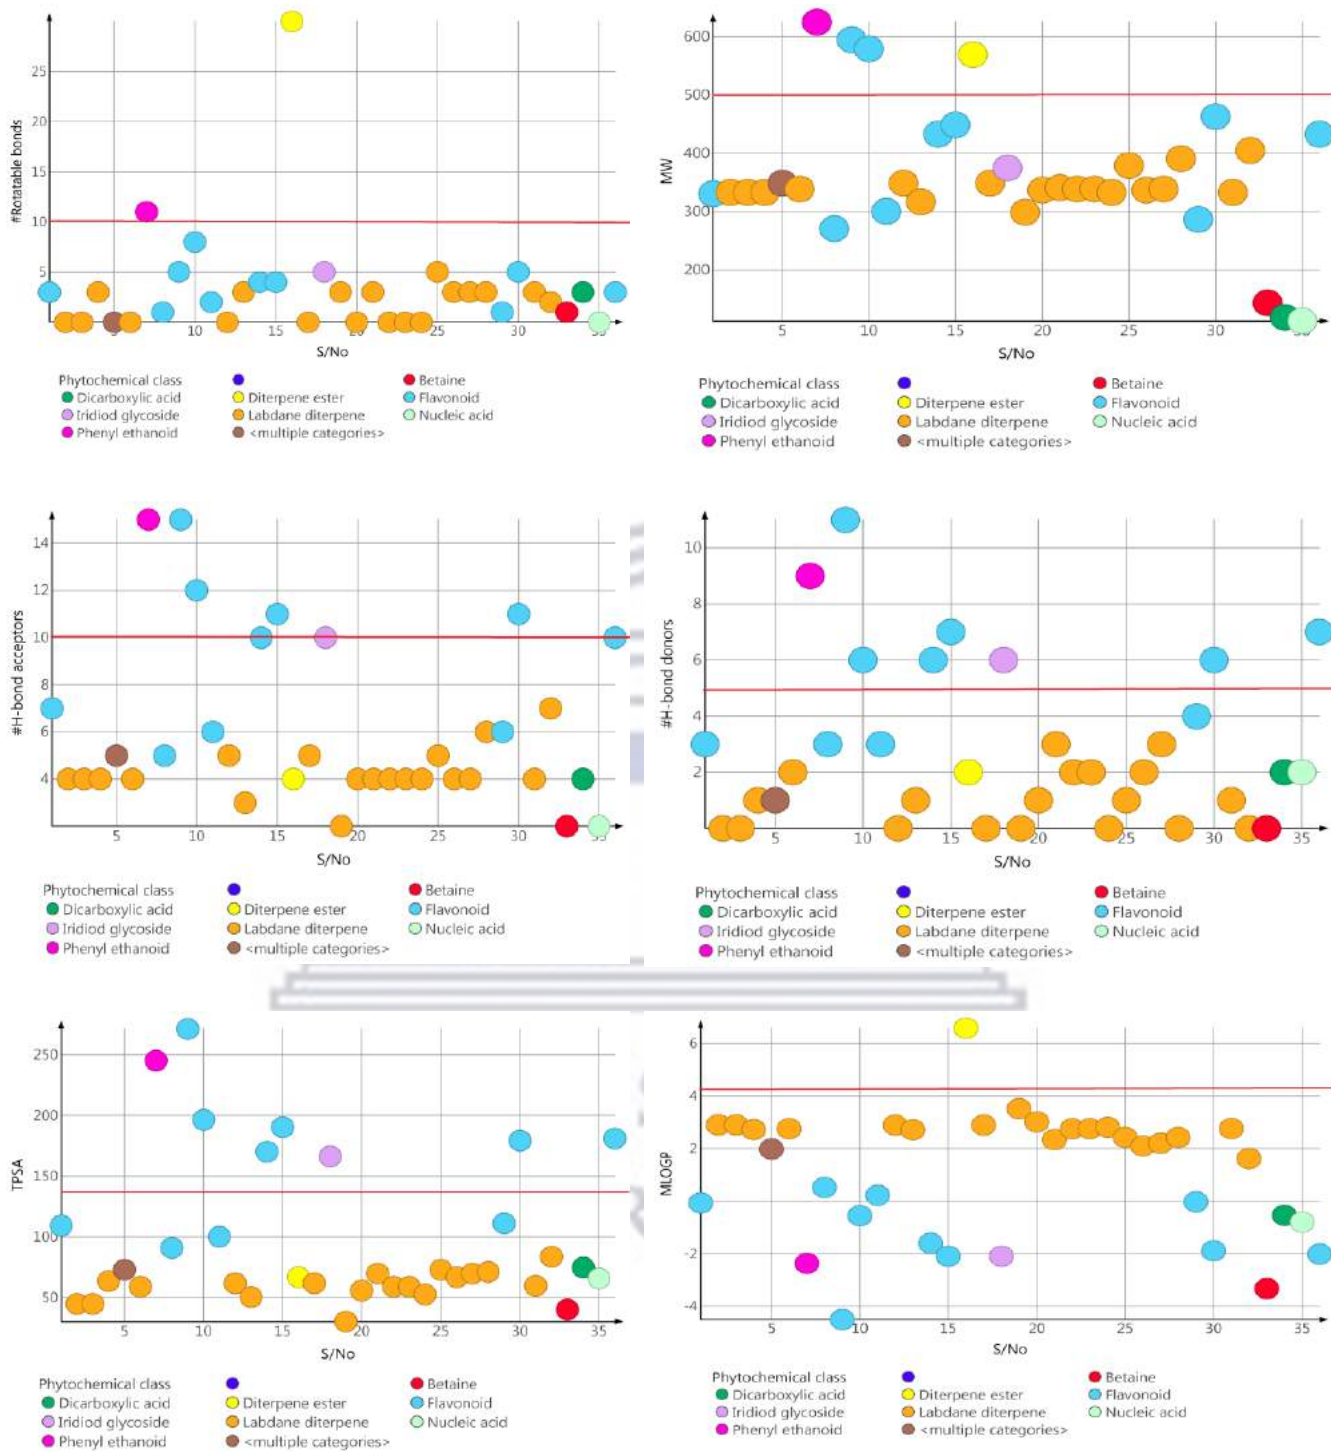 #Rotatable bonds
25
20
15
10
5
5
10
15
20
25
30
35
S/No
Phytochemical class
Betaine
Dicarboxylic acid
Diterpene ester
Flavonoid
Iridiod glycoside
Labdane diterpene
Nucleic acid
Phenyl ethanoid
<multiple categories>
MW
600
500
400
300
200
5
10
15
20
25
30
35
S/No
Phytochemical class
Betaine
Dicarboxylic acid
Diterpene ester
Flavonoid
Iridiod glycoside
Labdane diterpene
Nucleic acid
Phenyl ethanoid
<multiple categories>
#H-bond acceptors
14
12
10
8
6
4
5
10
15
20
25
30
35
S/No
Phytochemical class
Betaine
Dicarboxylic acid
Diterpene ester
Flavonoid
Iridiod glycoside
Labdane diterpene
Nucleic acid
Phenyl ethanoid
<multiple categories>
#H-bond donors
10
8
6
4
2
5
10
15
20
25
30
35
S/No
Phytochemical class
Betaine
Dicarboxylic acid
Diterpene ester
Flavonoid
Iridiod glycoside
Labdane diterpene
Nucleic acid
Phenyl ethanoid
<multiple categories>
TPSA
250
200
150
100
50
5
10
15
20
25
30
35
S/No
Phytochemical class
Betaine
Dicarboxylic acid
Diterpene ester
Flavonoid
Iridiod glycoside
Labdane diterpene
Nucleic acid
Phenyl ethanoid
<multiple categories>
MLOGP
6
4
2
-2
-4
5
10
15
20
25
30
35
S/No
Phytochemical class
Betaine
Dicarboxylic acid
Diterpene ester
Flavonoid
Iridiod glycoside
Labdane diterpene
Nucleic acid
Phenyl ethanoid
<multiple categories>